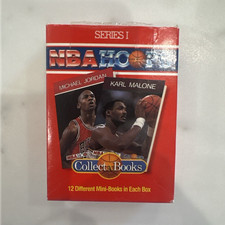 SERIES I
NBA HOOPS
MICHAEL JORDAN
KARL MALONE
Collect A Books
12 Different Mini-Books in Each Box